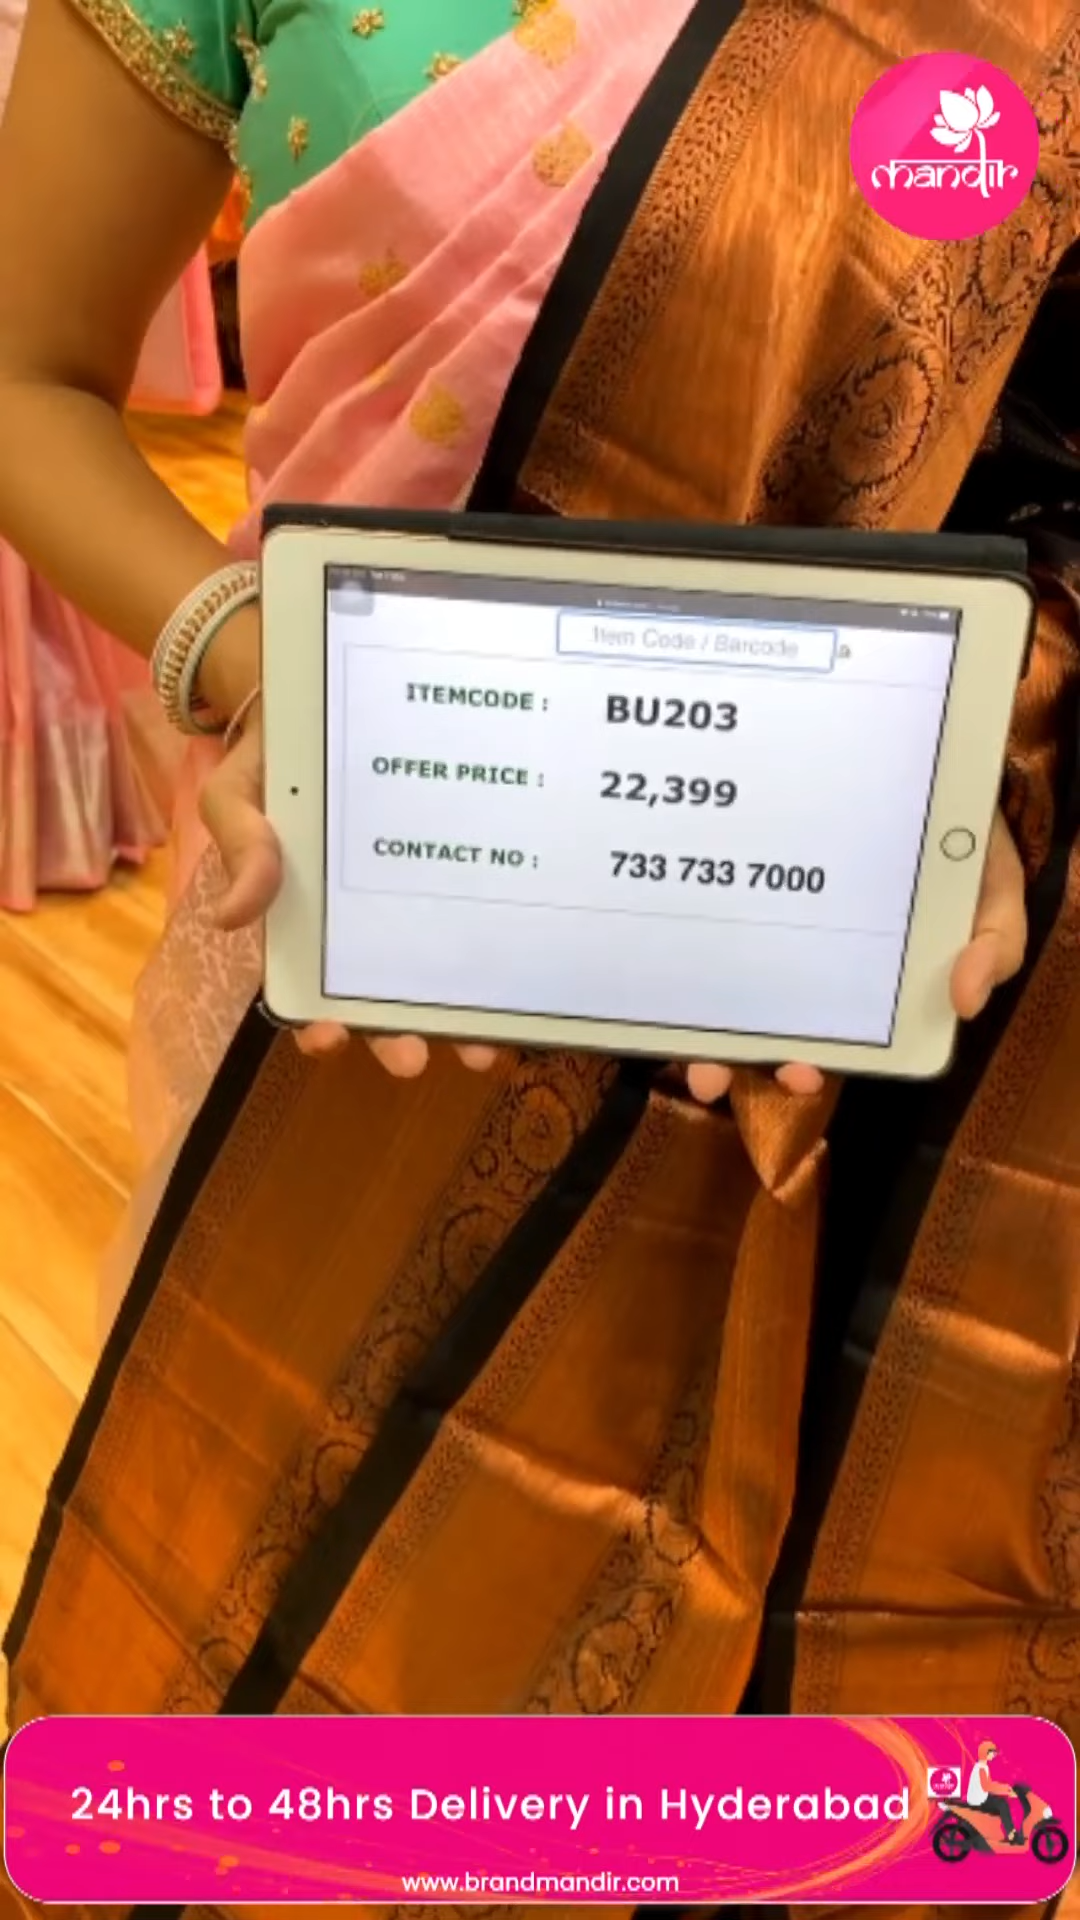 mandir
Item Code / Barcode
ITEMCODE : BU203
OFFER PRICE : 22,399
CONTACT NO : 733 733 7000
24hrs to 48hrs Delivery in Hyderabad
www.brandmandir.com